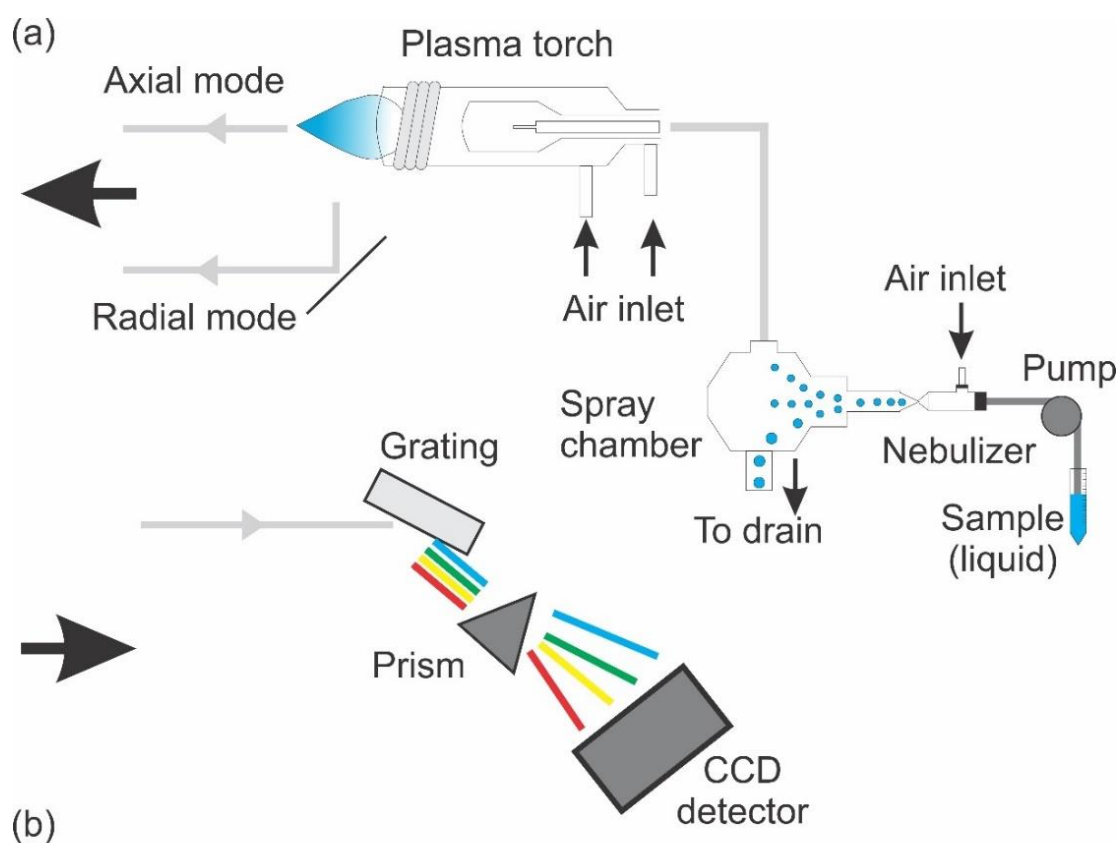 (a)
Plasma torch
Axial mode
Radial mode
Air inlet
Air inlet
Pump
Spray
chamber
Nebulizer
Grating
To drain
Sample
(liquid)
Prism
CCD
detector
(b)